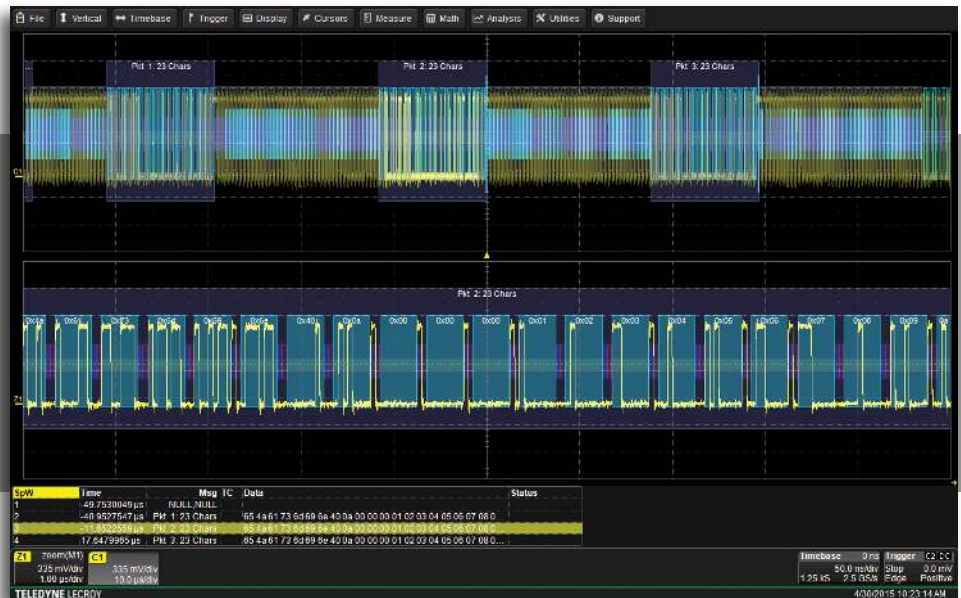 File Vertical Timebase Trigger Display Cursors Measure Math Analysis Utilities Support
Pkt 1: 23 Chars Pkt 2: 23 Chars Pkt 3: 23 Chars
C1
Pkt 2: 23 Chars
0x4a 0x61 0x73 0x6d 0x69 0x6e 0x40 0x0a 0x00 0x00 0x00 0x01 0x02 0x03 0x04 0x05 0x06 0x07 0x08 0x09 0a
Z1
SpW Time Msg TC Data Status
1 -49.7530049 µs NULL,NULL
2 -40.9527547 µs Pkt 1: 23 Chars 65 4a 61 73 6d 69 6e 40 0a 00 00 00 01 02 03 04 05 06 07 08 0...
3 -11.6522559 µs Pkt 2: 23 Chars 65 4a 61 73 6d 69 6e 40 0a 00 00 00 01 02 03 04 05 06 07 08 0...
4 17.6479965 µs Pkt 3: 23 Chars 65 4a 61 73 6d 69 6e 40 0a 00 00 00 01 02 03 04 05 06 07 08 0...
Z1 zoom(M1) C1 Timebase 0 ns Trigger C2 DC
335 mV/div 335 mV/div 50.0 ns/div Stop 0.0 mV
1.00 µs/div 10.0 µs/div 1.25 kS 2.5 GS/s Edge Positive
TELEDYNE LECROY 4/30/2015 10:23:14 AM